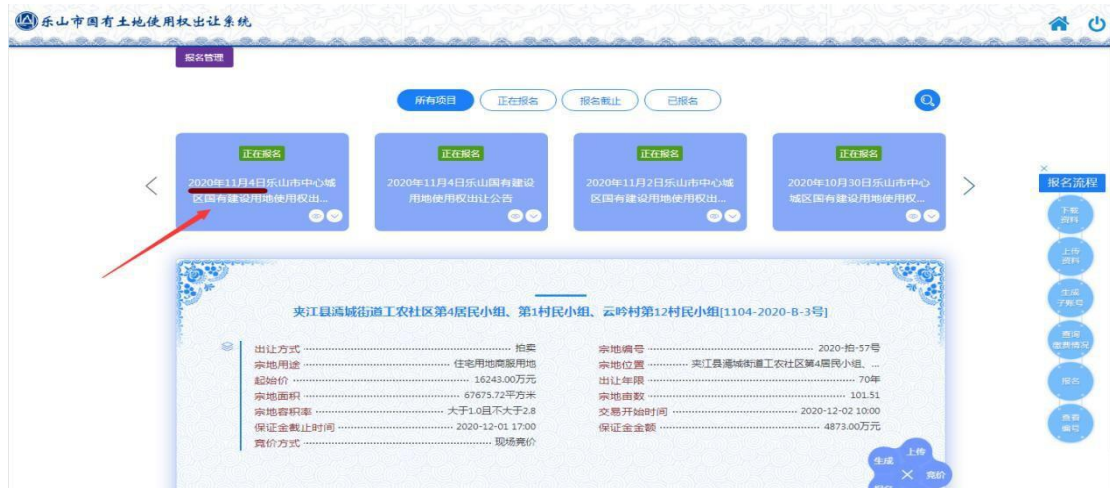 乐山市国有土地使用权出让系统
报名管理
所有项目 正在报名 报名截止 已报名
正在报名 正在报名 正在报名 正在报名
2020年11月4日乐山市中心城
区国有建设用地使用权出...
2020年11月4日乐山国有建设
用地使用权出让公告
2020年11月2日乐山市中心城
区国有建设用地使用权出...
2020年10月30日乐山市中心
城区国有建设用地使用权...
×
报名流程
下载
资料
上传
资料
生成
子账号
查询
缴费情况
报名
查看
编号
夹江县漹城街道工农社区第4居民小组、第1村民小组、云吟村第12村民小组[1104-2020-B-3号]
出让方式 拍卖 宗地编号 2020-拍-57号
宗地用途 住宅用地商服用地 宗地位置 夹江县漹城街道工农社区第4居民小组、...
起始价 16243.00万元 出让年限 70年
宗地面积 67675.72平方米 宗地亩数 101.51
宗地容积率 大于1.0且不大于2.8 交易开始时间 2020-12-02 10:00
保证金截止时间 2020-12-01 17:00 保证金金额 4873.00万元
竞价方式 现场竞价
生成 上传
× 竞价
报名